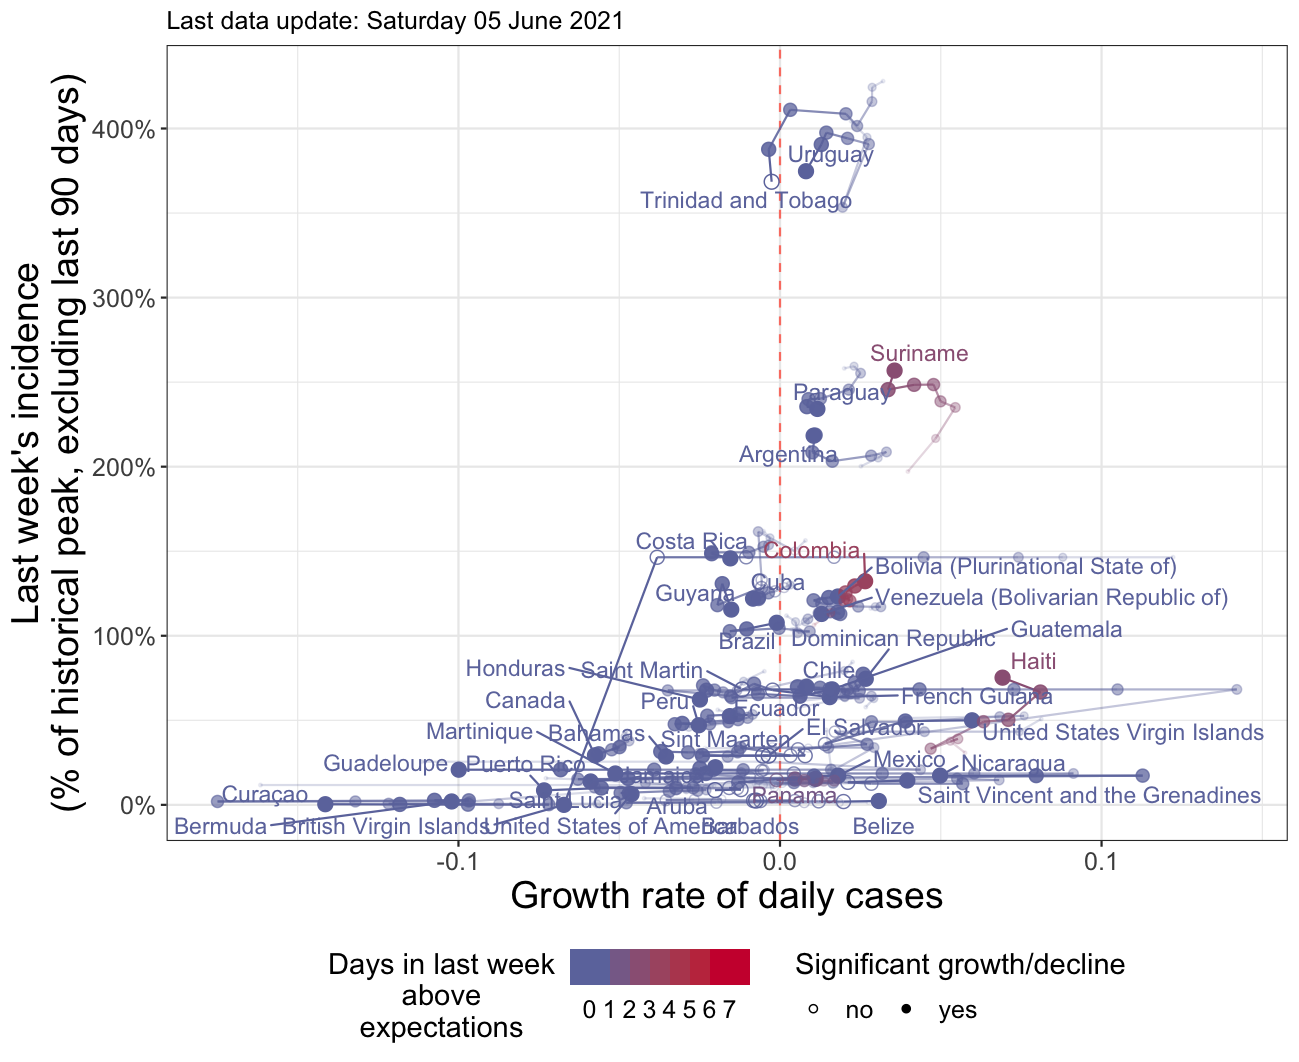 Last data update: Saturday 05 June 2021
Last week's incidence
(% of historical peak, excluding last 90 days)
400%
300%
200%
100%
0%
Uruguay
Trinidad and Tobago
Suriname
Paraguay
Argentina
Costa Rica
Colombia
Bolivia (Plurinational State of)
Cuba
Guyana
Venezuela (Bolivarian Republic of)
Brazil
Dominican Republic
Guatemala
Honduras
Saint Martin
Chile
Haiti
Canada
Peru
Ecuador
French Guiana
Martinique
Bahamas
Sint Maarten
El Salvador
United States Virgin Islands
Guadeloupe
Puerto Rico
Jamaica
Mexico
Nicaragua
Curaçao
Saint Lucia
Aruba
Panama
Saint Vincent and the Grenadines
Bermuda
British Virgin Islands
United States of America
Barbados
Belize
-0.1
0.0
0.1
Growth rate of daily cases
Days in last week
above
expectations
0 1 2 3 4 5 6 7
Significant growth/decline
no
yes